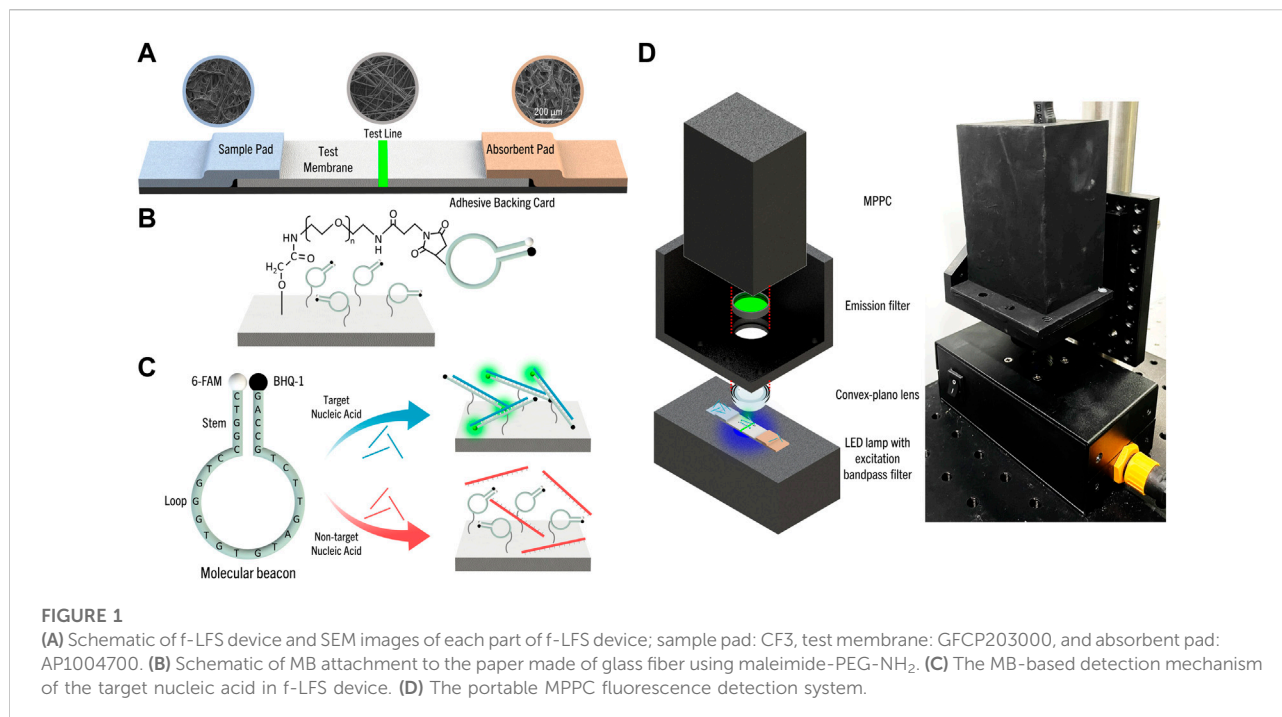 A
200 μm
Test Line
Sample Pad
Test
Membrane
Absorbent Pad
Adhesive Backing Card
B
HN
O
n
N
H
O
O
N
O
H₂C
O
O
C
6-FAM
BHQ-1
C G
T A
G C
G C
C G
Stem
Loop
C
C
T
G
G
G
T
G
T
G
T
A
G
T
T
C
T
Molecular beacon
Target
Nucleic Acid
Non-target
Nucleic Acid
D
MPPC
Emission filter
Convex-plano lens
LED lamp with
excitation
bandpass filter
FIGURE 1
(A) Schematic of f-LFS device and SEM images of each part of f-LFS device; sample pad: CF3, test membrane: GFCP203000, and absorbent pad:
AP1004700. (B) Schematic of MB attachment to the paper made of glass fiber using maleimide-PEG-NH₂. (C) The MB-based detection mechanism
of the target nucleic acid in f-LFS device. (D) The portable MPPC fluorescence detection system.